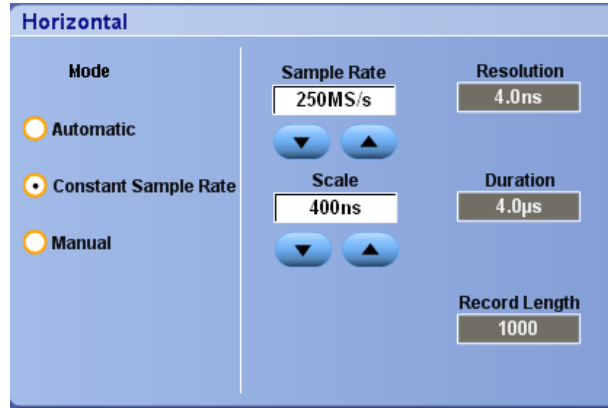 Horizontal
Mode
Automatic
Constant Sample Rate
Manual
Sample Rate
250MS/s
Scale
400ns
Resolution
4.0ns
Duration
4.0µs
Record Length
1000